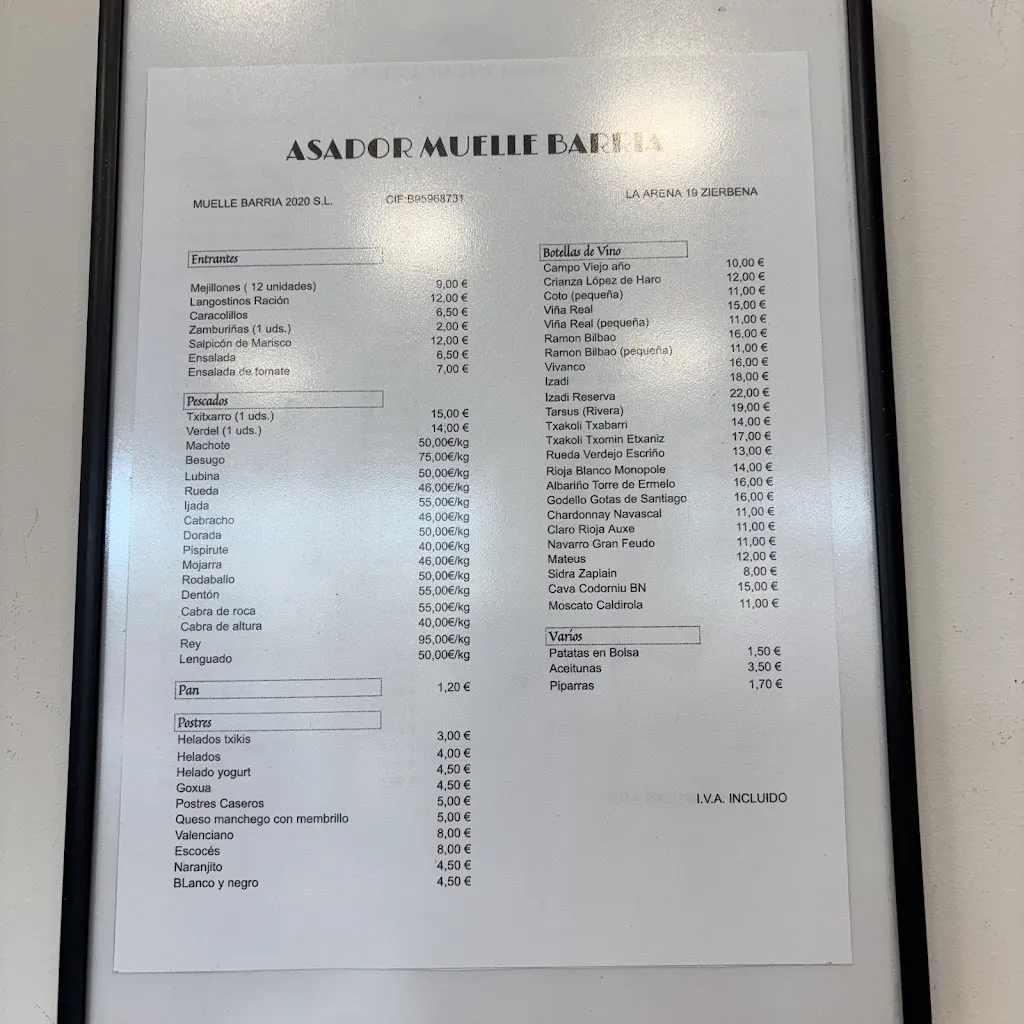 ASADOR MUELLE BARRIA
MUELLE BARRIA 2020 S.L. CIF:B95968731 LA ARENA 19 ZIERBENA
Entrantes
Mejillones ( 12 unidades) 9,00 €
Langostinos Ración 12,00 €
Caracolillos 6,50 €
Zamburiñas (1 uds.) 2,00 €
Salpicón de Marisco 12,00 €
Ensalada 6,50 €
Ensalada de tomate 7,00 €
Pescados
Txitxarro (1 uds.) 15,00 €
Verdel (1 uds.) 14,00 €
Machote 50,00€/kg
Besugo 75,00€/kg
Lubina 50,00€/kg
Rueda 46,00€/kg
Ijada 55,00€/kg
Cabracho 46,00€/kg
Dorada 50,00€/kg
Pispirute 40,00€/kg
Mojarra 46,00€/kg
Rodaballo 50,00€/kg
Dentón 55,00€/kg
Cabra de roca 55,00€/kg
Cabra de altura 40,00€/kg
Rey 95,00€/kg
Lenguado 50,00€/kg
Pan 1,20 €
Postres
Helados txikis 3,00 €
Helados 4,00 €
Helado yogurt 4,50 €
Goxua 4,50 €
Postres Caseros 5,00 €
Queso manchego con membrillo 5,00 €
Valenciano 8,00 €
Escocés 8,00 €
Naranjito 4,50 €
BLanco y negro 4,50 €
Botellas de Vino
Campo Viejo año 10,00 €
Crianza López de Haro 12,00 €
Coto (pequeña) 11,00 €
Viña Real 15,00 €
Viña Real (pequeña) 11,00 €
Ramon Bilbao 16,00 €
Ramon Bilbao (pequeña) 11,00 €
Vivanco 16,00 €
Izadi 18,00 €
Izadi Reserva 22,00 €
Tarsus (Rivera) 19,00 €
Txakoli Txabarri 14,00 €
Txakoli Txomin Etxaniz 17,00 €
Rueda Verdejo Escriño 13,00 €
Rioja Blanco Monopole 14,00 €
Albariño Torre de Ermelo 16,00 €
Godello Gotas de Santiago 16,00 €
Chardonnay Navascal 11,00 €
Claro Rioja Auxe 11,00 €
Navarro Gran Feudo 11,00 €
Mateus 12,00 €
Sidra Zapiain 8,00 €
Cava Codorniu BN 15,00 €
Moscato Caldirola 11,00 €
Varios
Patatas en Bolsa 1,50 €
Aceitunas 3,50 €
Piparras 1,70 €
I.V.A. INCLUIDO